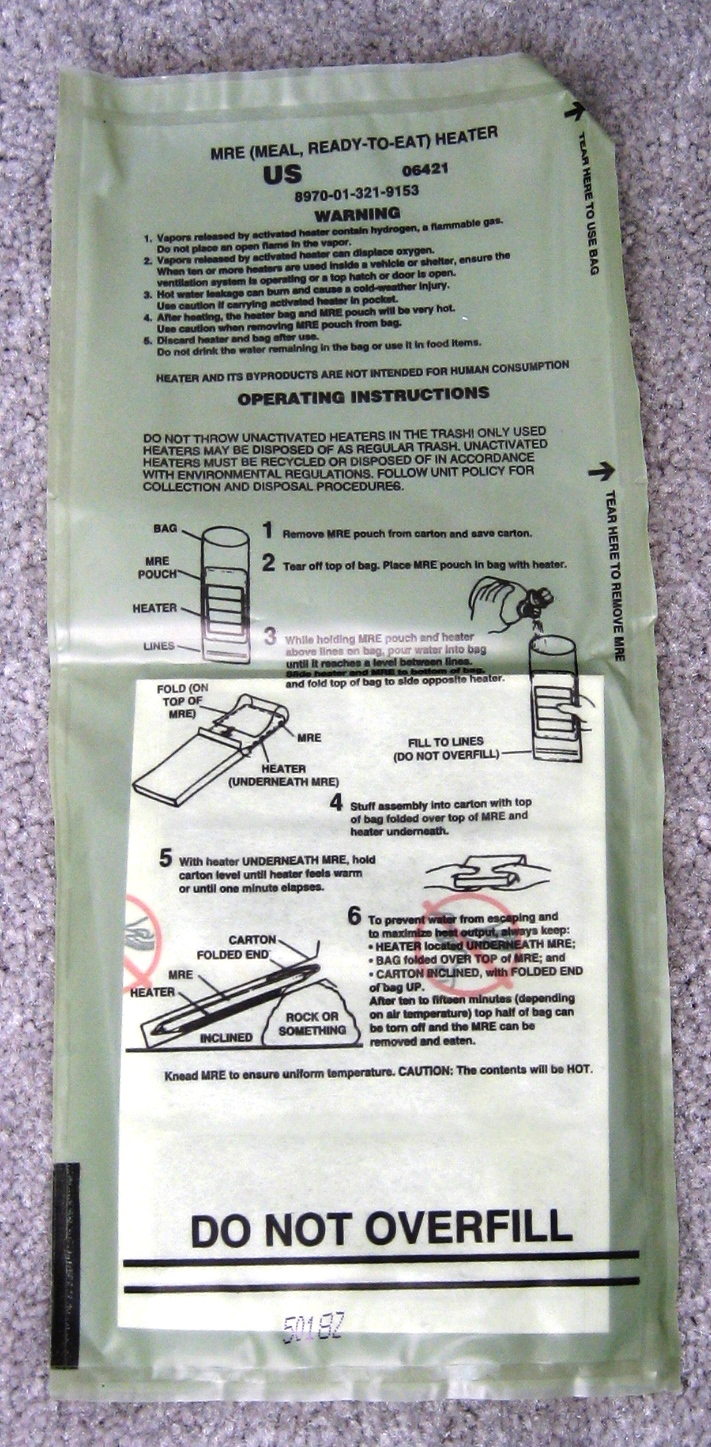 MRE (MEAL, READY-TO-EAT) HEATER
US 06421
8970-01-321-9153
WARNING
1. Vapors released by activated heater contain hydrogen, a flammable gas.
Do not place an open flame in the vapor.
2. Vapors released by activated heater can displace oxygen.
When ten or more heaters are used inside a vehicle or shelter, ensure the
ventilation system is operating or a top hatch or door is open.
3. Hot water leakage can burn and cause a cold-weather injury.
Use caution if carrying activated heater in pocket.
4. After heating, the heater bag and MRE pouch will be very hot.
Use caution when removing MRE pouch from bag.
5. Discard heater and bag after use.
Do not drink the water remaining in the bag or use it in food items.
HEATER AND ITS BYPRODUCTS ARE NOT INTENDED FOR HUMAN CONSUMPTION
TEAR HERE TO USE BAG
OPERATING INSTRUCTIONS
DO NOT THROW UNACTIVATED HEATERS IN THE TRASH! ONLY USED
HEATERS MAY BE DISPOSED OF AS REGULAR TRASH. UNACTIVATED
HEATERS MUST BE RECYCLED OR DISPOSED OF IN ACCORDANCE
WITH ENVIRONMENTAL REGULATIONS. FOLLOW UNIT POLICY FOR
COLLECTION AND DISPOSAL PROCEDURES.
TEAR HERE TO REMOVE MRE
BAG
MRE
POUCH
HEATER
LINES
1 Remove MRE pouch from carton and save carton.
2 Tear off top of bag. Place MRE pouch in bag with heater.
3 While holding MRE pouch and heater
above lines on bag, pour water into bag
until it reaches a level between lines.
Slide heater and MRE to bottom of bag,
and fold top of bag to side opposite heater.
FOLD (ON
TOP OF
MRE)
MRE
HEATER
(UNDERNEATH MRE)
FILL TO LINES
(DO NOT OVERFILL)
4 Stuff assembly into carton with top
of bag folded over top of MRE and
heater underneath.
5 With heater UNDERNEATH MRE, hold
carton level until heater feels warm
or until one minute elapses.
6 To prevent water from escaping and
to maximize heat output, always keep:
• HEATER located UNDERNEATH MRE;
• BAG folded OVER TOP of MRE; and
• CARTON INCLINED, with FOLDED END
of bag UP.
After ten to fifteen minutes (depending
on air temperature) top half of bag can
be torn off and the MRE can be
removed and eaten.
CARTON
FOLDED END
MRE
HEATER
INCLINED
ROCK OR
SOMETHING
Knead MRE to ensure uniform temperature. CAUTION: The contents will be HOT.
DO NOT OVERFILL
5018Z